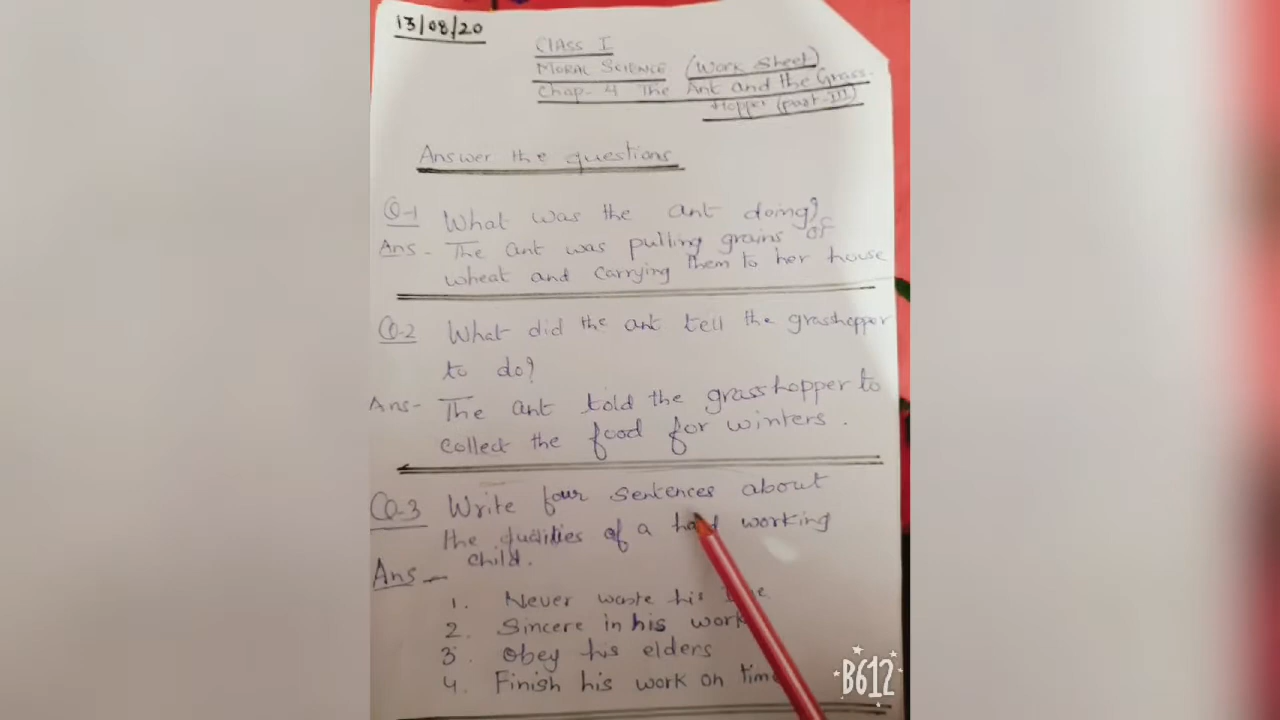 13/08/20
Class I
Moral Science (Work Sheet)
Chap- 4 The Ant and the Grass-
Hopper (part-III)
Answer the questions
Q-1 What was the ant doing?
Ans- The ant was pulling grains of
wheat and carrying them to her house
Q-2 What did the ant tell the grasshopper
to do?
Ans- The ant told the grasshopper to
collect the food for winters.
Q-3 Write four sentences about
the qualities of a hard working
child.
Ans-
1. Never waste his
2. Sincere in his work
3. Obey his elders
4. Finish his work on time
B612